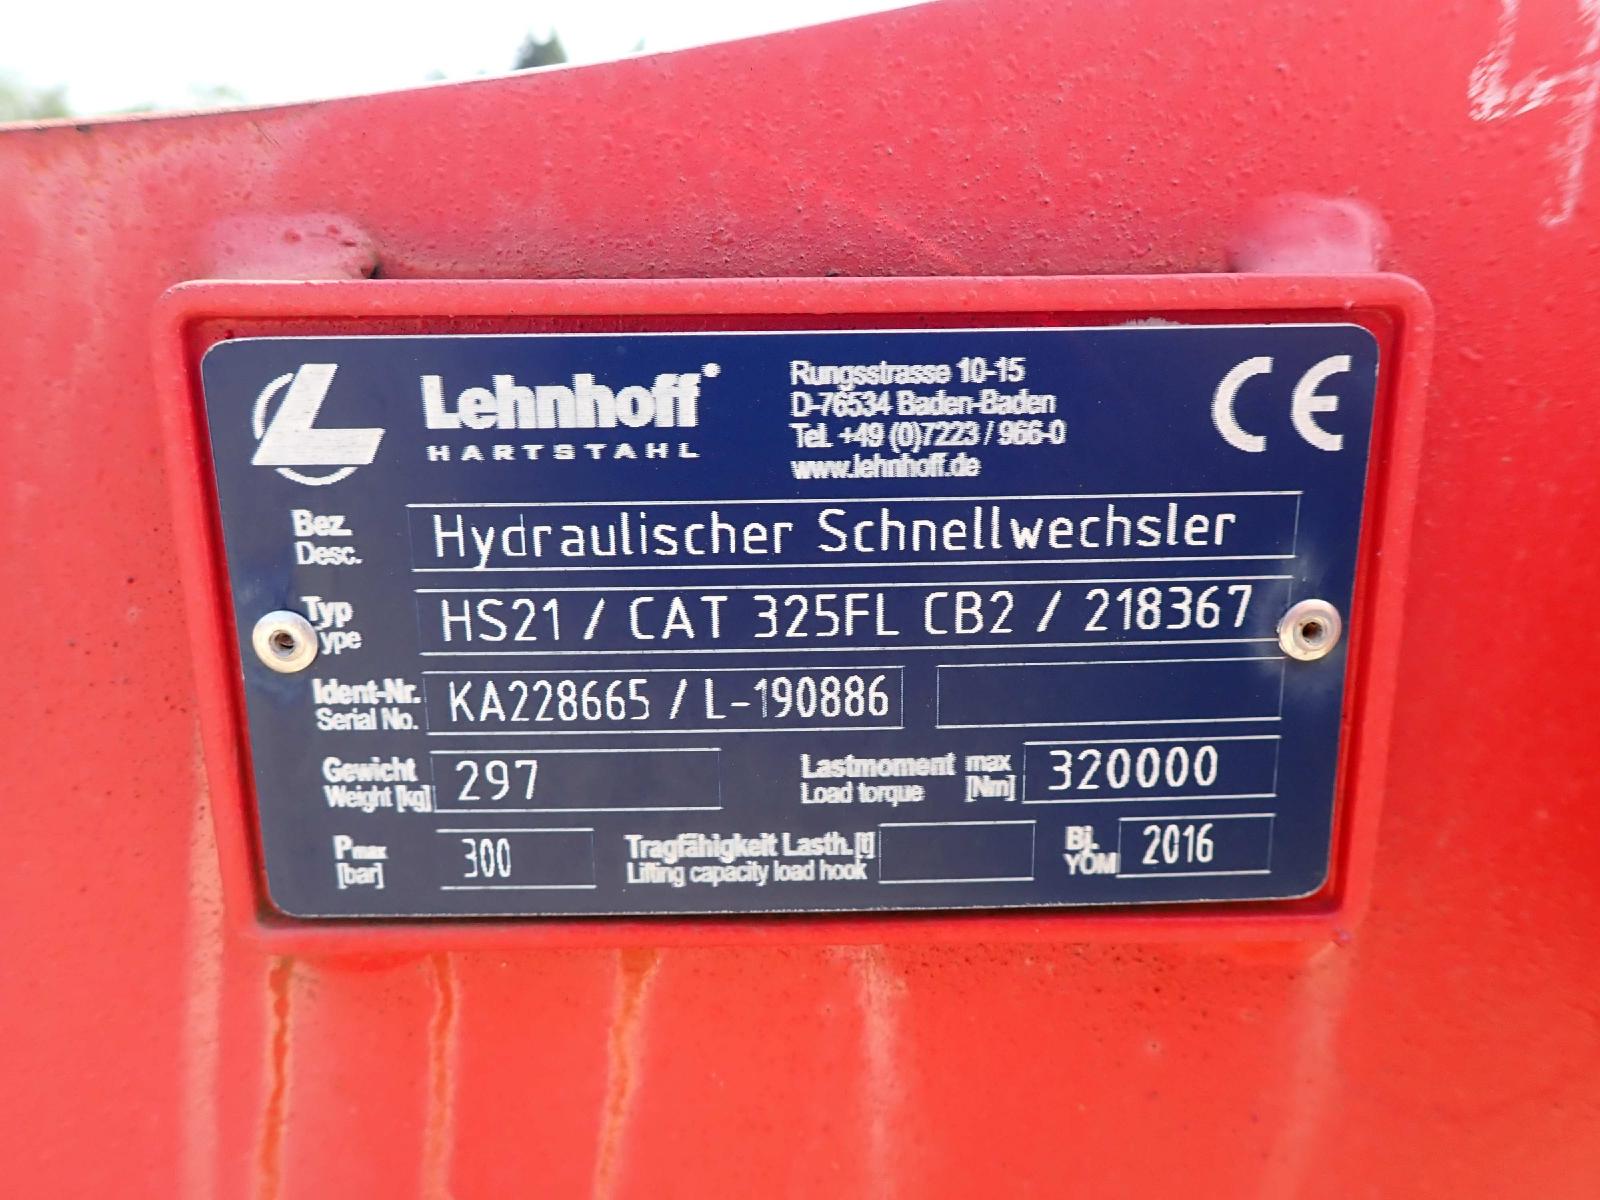 Lehnhoff
HARTSTAHL
Rungsstrasse 10-15
D-76534 Baden-Baden
Tel. +49 (0)7223 / 966-0
www.lehnhoff.de
CE
Bez. Hydraulischer Schnellwechsler
Desc.
Typ HS21 / CAT 325FL CB2 / 218367
Type
Ident-Nr. KA228665 / L-190886
Serial No.
Gewicht 297 Lastmoment max 320000
Weight [kg] Load torque [Nm]
Pmax 300 Tragfähigkeit Lasth. [t] Bj. 2016
[bar] Lifting capacity load hook YOM